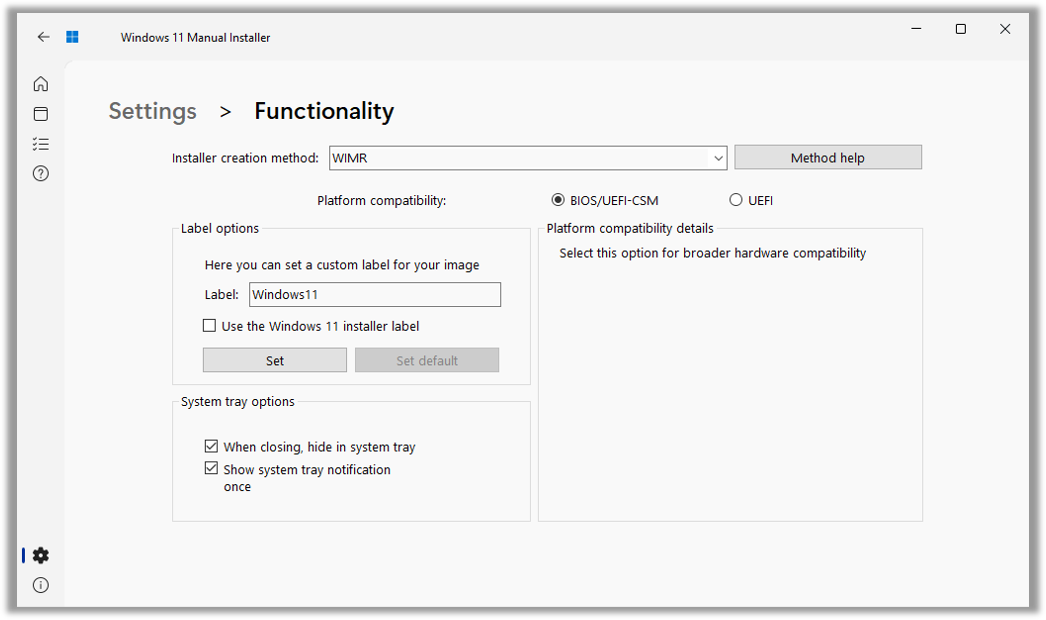 Windows 11 Manual Installer
Settings > Functionality
Installer creation method: WIMR Method help
Platform compatibility: BIOS/UEFI-CSM UEFI
Label options
Here you can set a custom label for your image
Label: Windows11
Use the Windows 11 installer label
Set Set default
Platform compatibility details
Select this option for broader hardware compatibility
System tray options
When closing, hide in system tray
Show system tray notification
once